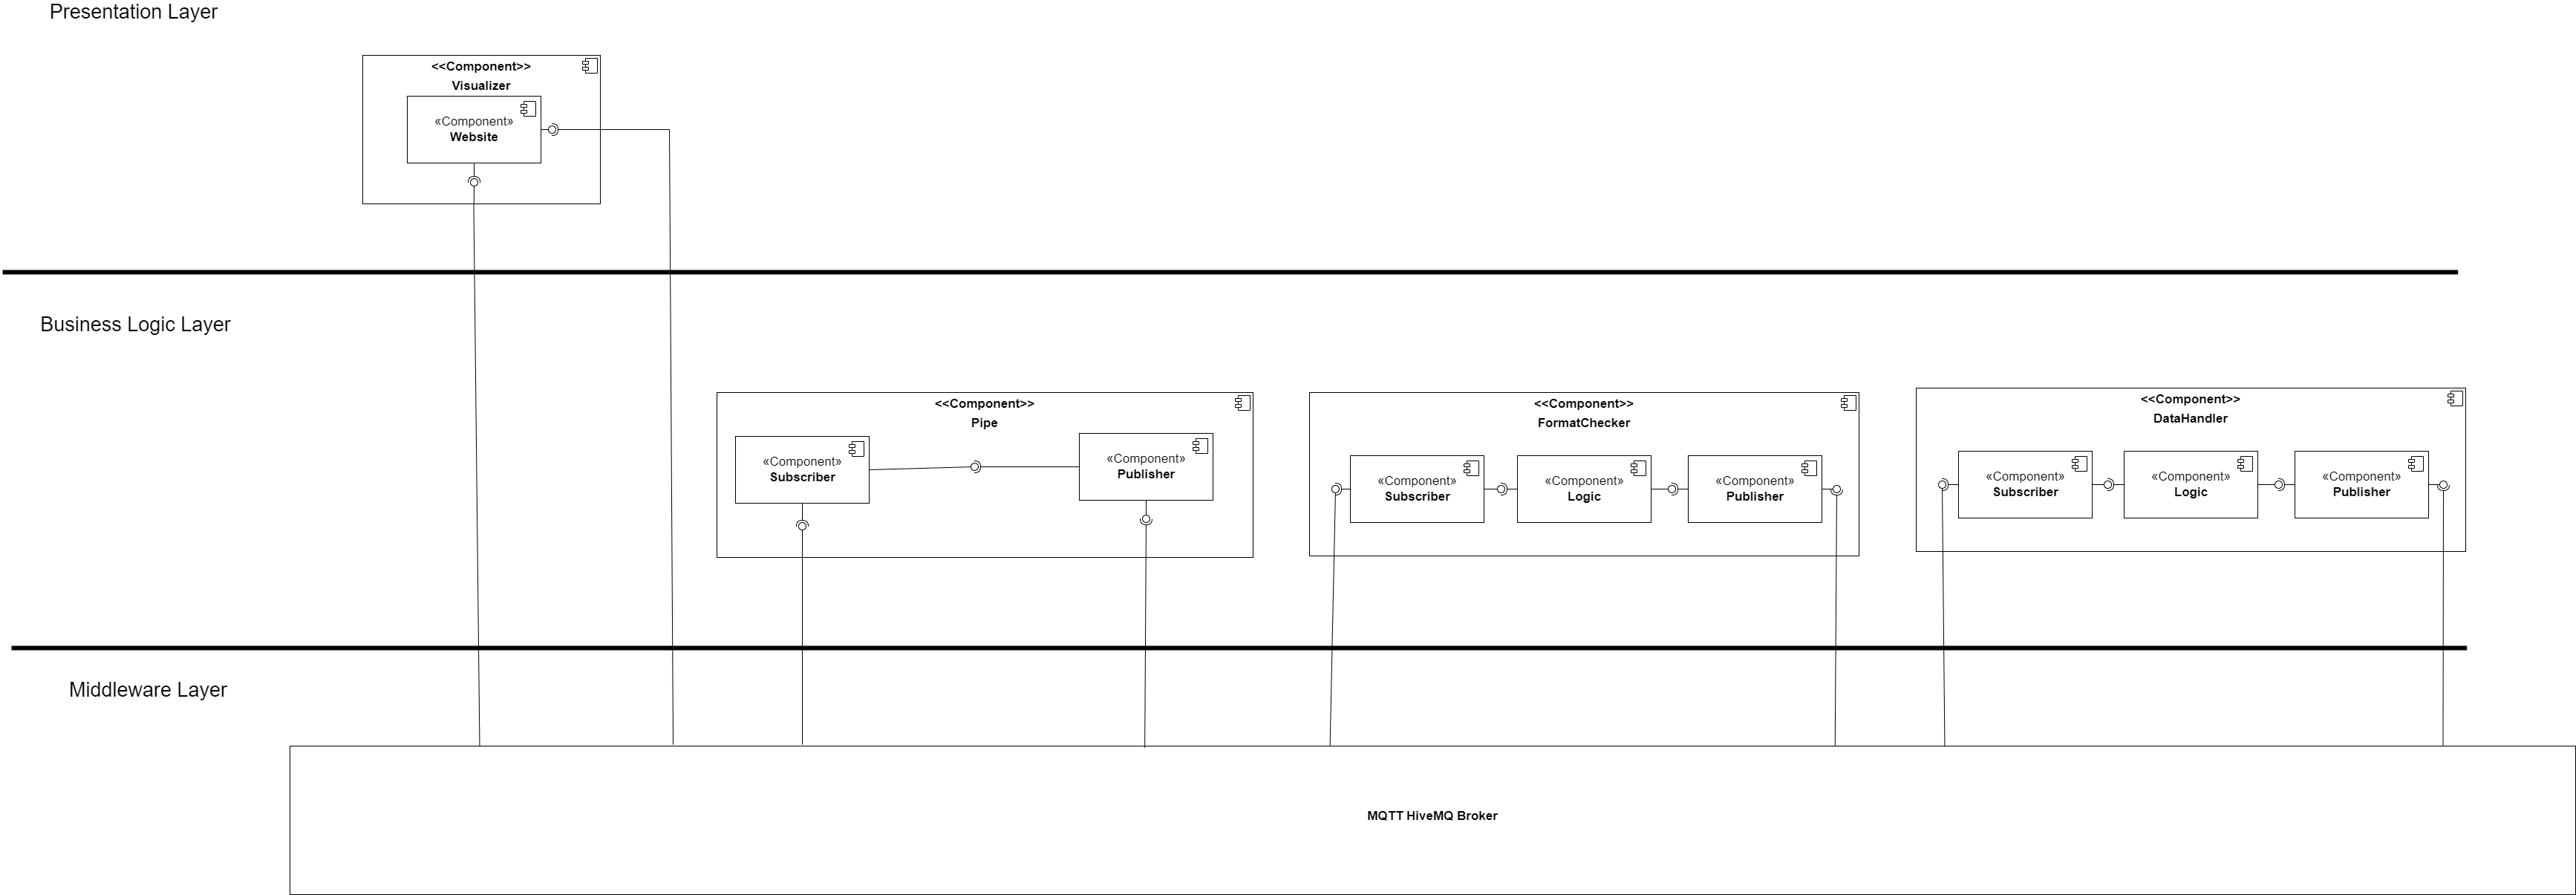 Presentation Layer
<<Component>>
Visualizer
«Component»
Website
Business Logic Layer
<<Component>>
Pipe
«Component»
Subscriber
«Component»
Publisher
<<Component>>
FormatChecker
«Component»
Subscriber
«Component»
Logic
«Component»
Publisher
<<Component>>
DataHandler
«Component»
Subscriber
«Component»
Logic
«Component»
Publisher
Middleware Layer
MQTT HiveMQ Broker